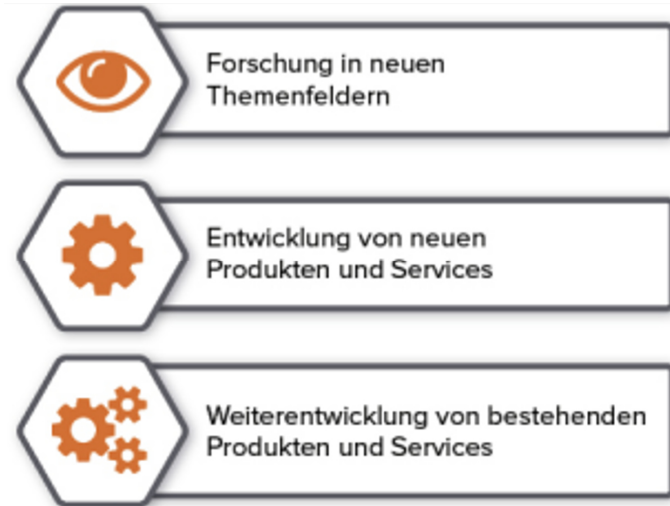 Forschung in neuen
Themenfeldern
Entwicklung von neuen
Produkten und Services
Weiterentwicklung von bestehenden
Produkten und Services